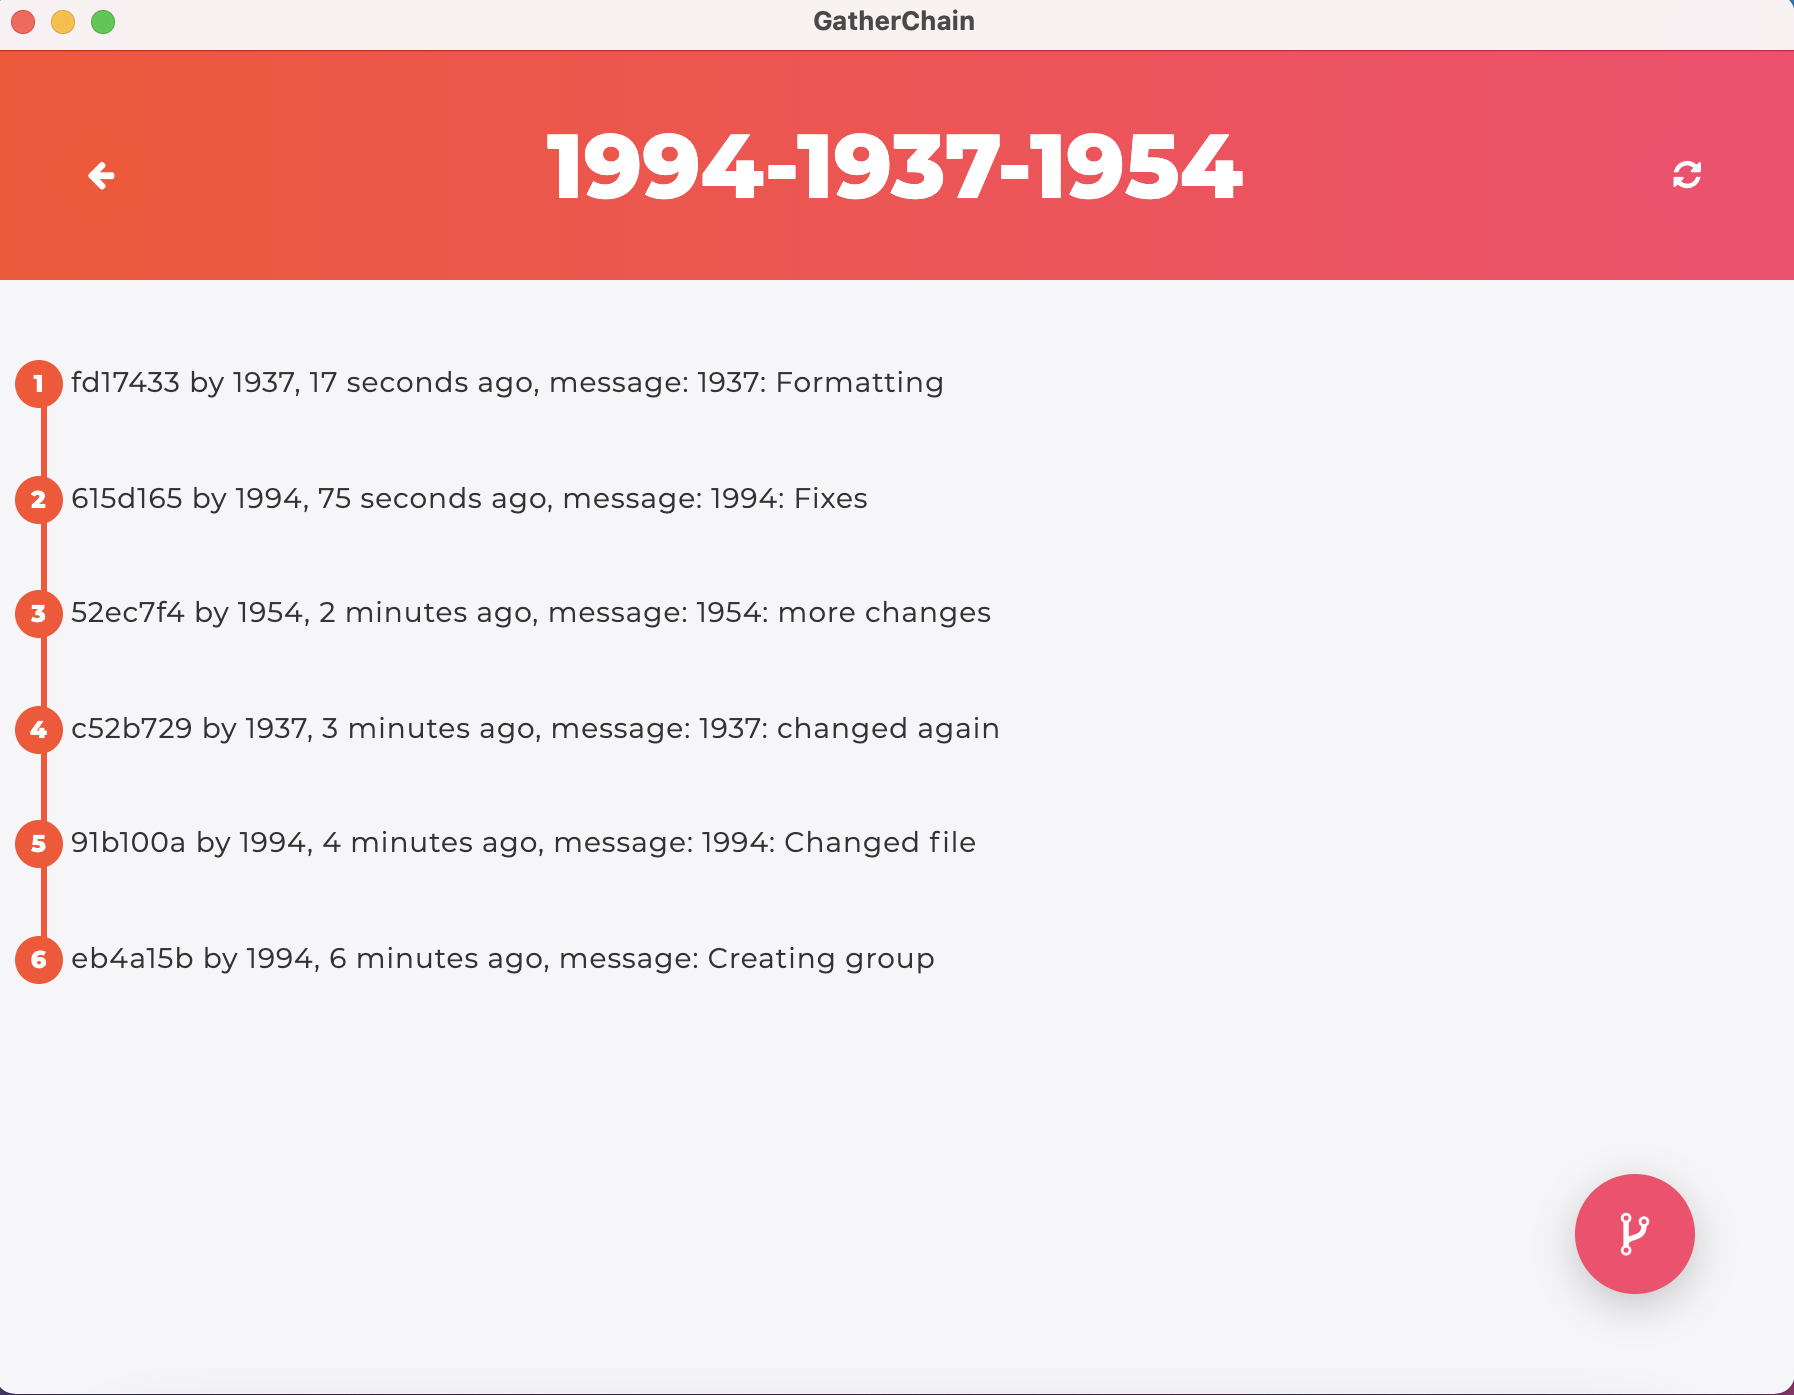 GatherChain
1994-1937-1954
1 fd17433 by 1937, 17 seconds ago, message: 1937: Formatting
2 615d165 by 1994, 75 seconds ago, message: 1994: Fixes
3 52ec7f4 by 1954, 2 minutes ago, message: 1954: more changes
4 c52b729 by 1937, 3 minutes ago, message: 1937: changed again
5 91b100a by 1994, 4 minutes ago, message: 1994: Changed file
6 eb4a15b by 1994, 6 minutes ago, message: Creating group